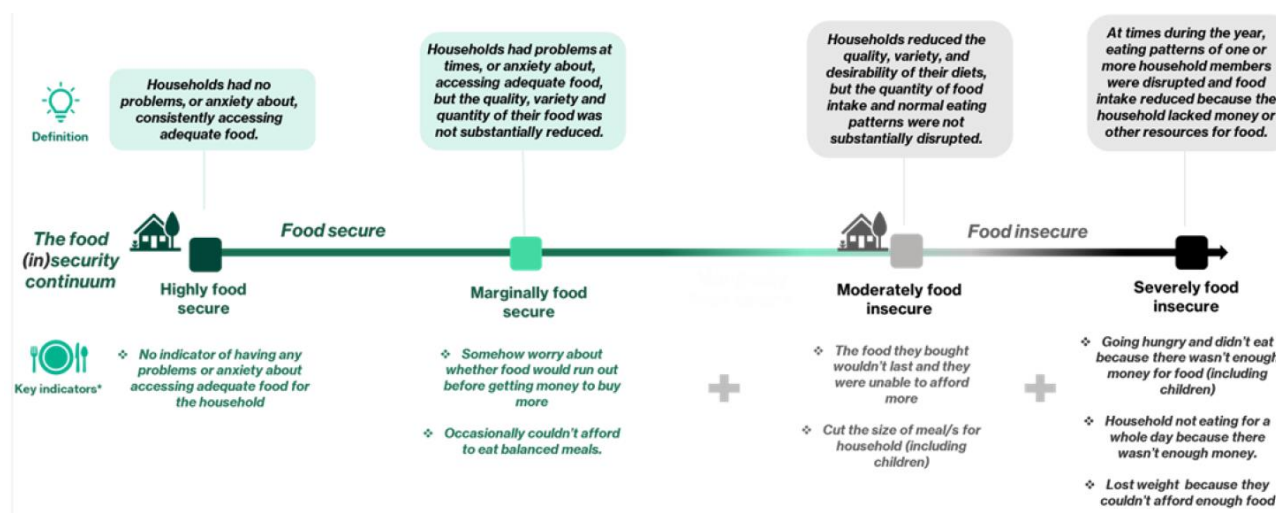 Definition
Households had no
problems, or anxiety about,
consistently accessing
adequate food.
Households had problems at
times, or anxiety about,
accessing adequate food,
but the quality, variety and
quantity of their food was
not substantially reduced.
Households reduced the
quality, variety, and
desirability of their diets,
but the quantity of food
intake and normal eating
patterns were not
substantially disrupted.
At times during the year,
eating patterns of one or
more household members
were disrupted and food
intake reduced because the
household lacked money or
other resources for food.
The food
(in)security
continuum
Food secure
Food insecure
Highly food
secure
Marginally food
secure
Moderately food
insecure
Severely food
insecure
Key indicators*
❖ No indicator of having any
problems or anxiety about
accessing adequate food for
the household
❖ Somehow worry about
whether food would run out
before getting money to buy
more
❖ Occasionally couldn't afford
to eat balanced meals.
❖ The food they bought
wouldn't last and they
were unable to afford
more
❖ Cut the size of meal/s for
household (including
children)
❖ Going hungry and didn't eat
because there wasn't enough
money for food (including
children)
❖ Household not eating for a
whole day because there
wasn't enough money.
❖ Lost weight because they
couldn't afford enough food